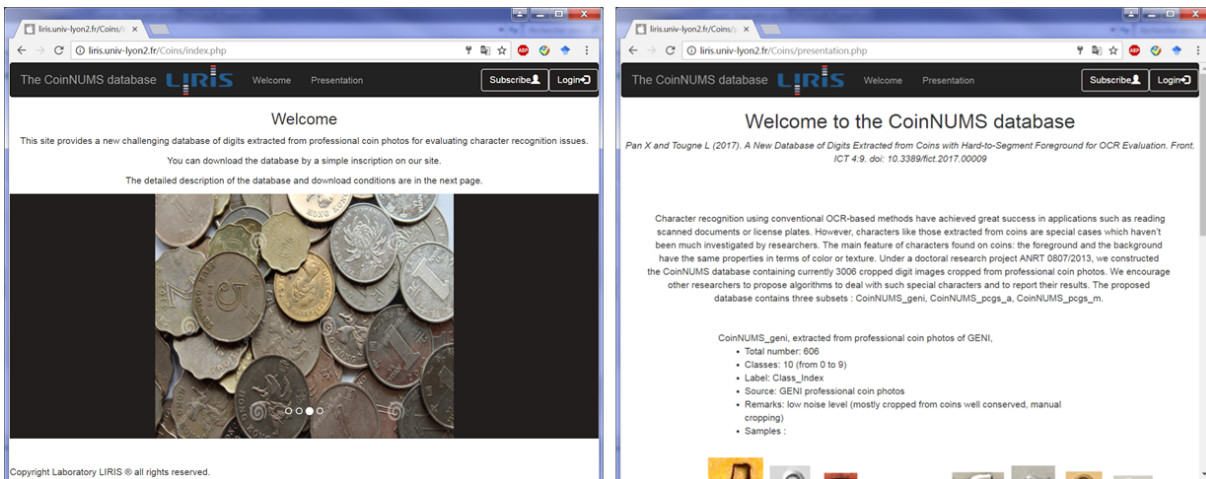 liris.univ-lyon2.fr/Coins/i
liris.univ-lyon2.fr/Coins/index.php
The CoinNUMS database LIRIS Welcome Presentation Subscribe Login
Welcome
This site provides a new challenging database of digits extracted from professional coin photos for evaluating character recognition issues.
You can download the database by a simple inscription on our site.
The detailed description of the database and download conditions are in the next page.
HONG KONG
5
1
Copyright Laboratory LIRIS ® all rights reserved.
liris.univ-lyon2.fr/Coins/
liris.univ-lyon2.fr/Coins/presentation.php
The CoinNUMS database LIRIS Welcome Presentation Subscribe Login
Welcome to the CoinNUMS database
Pan X and Tougne L (2017). A New Database of Digits Extracted from Coins with Hard-to-Segment Foreground for OCR Evaluation. Front.
ICT 4:9. doi: 10.3389/fict.2017.00009
Character recognition using conventional OCR-based methods have achieved great success in applications such as reading
scanned documents or license plates. However, characters like those extracted from coins are special cases which haven't
been much investigated by researchers. The main feature of characters found on coins: the foreground and the background
have the same properties in terms of color or texture. Under a doctoral research project ANRT 0807/2013, we constructed
the CoinNUMS database containing currently 3006 cropped digit images cropped from professional coin photos. We encourage
other researchers to propose algorithms to deal with such special characters and to report their results. The proposed
database contains three subsets : CoinNUMS_geni, CoinNUMS_pcgs_a, CoinNUMS_pcgs_m.
CoinNUMS_geni, extracted from professional coin photos of GENI,
• Total number: 606
• Classes: 10 (from 0 to 9)
• Label: Class_Index
• Source: GENI professional coin photos
• Remarks: low noise level (mostly cropped from coins well conserved, manual
cropping)
• Samples :